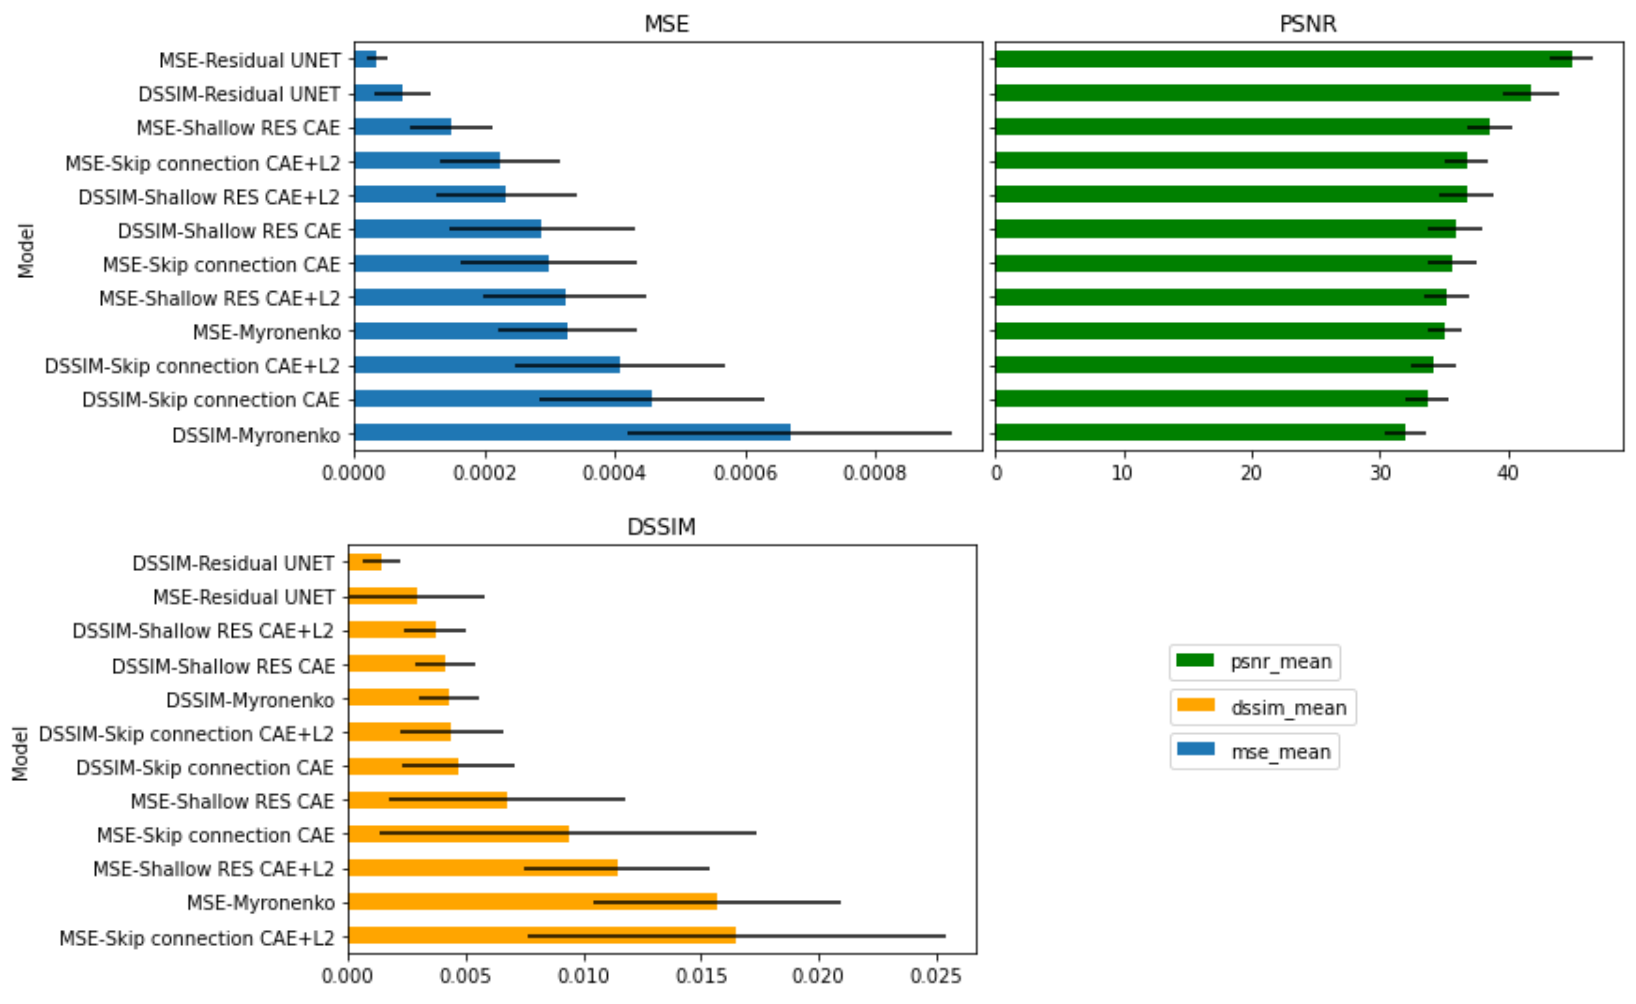 MSE
PSNR
Model
MSE-Residual UNET
DSSIM-Residual UNET
MSE-Shallow RES CAE
MSE-Skip connection CAE+L2
DSSIM-Shallow RES CAE+L2
DSSIM-Shallow RES CAE
MSE-Skip connection CAE
MSE-Shallow RES CAE+L2
MSE-Myronenko
DSSIM-Skip connection CAE+L2
DSSIM-Skip connection CAE
DSSIM-Myronenko
0.0000 0.0002 0.0004 0.0006 0.0008
0 10 20 30 40
DSSIM
Model
DSSIM-Residual UNET
MSE-Residual UNET
DSSIM-Shallow RES CAE+L2
DSSIM-Shallow RES CAE
DSSIM-Myronenko
DSSIM-Skip connection CAE+L2
DSSIM-Skip connection CAE
MSE-Shallow RES CAE
MSE-Skip connection CAE
MSE-Shallow RES CAE+L2
MSE-Myronenko
MSE-Skip connection CAE+L2
0.000 0.005 0.010 0.015 0.020 0.025
psnr_mean
dssim_mean
mse_mean